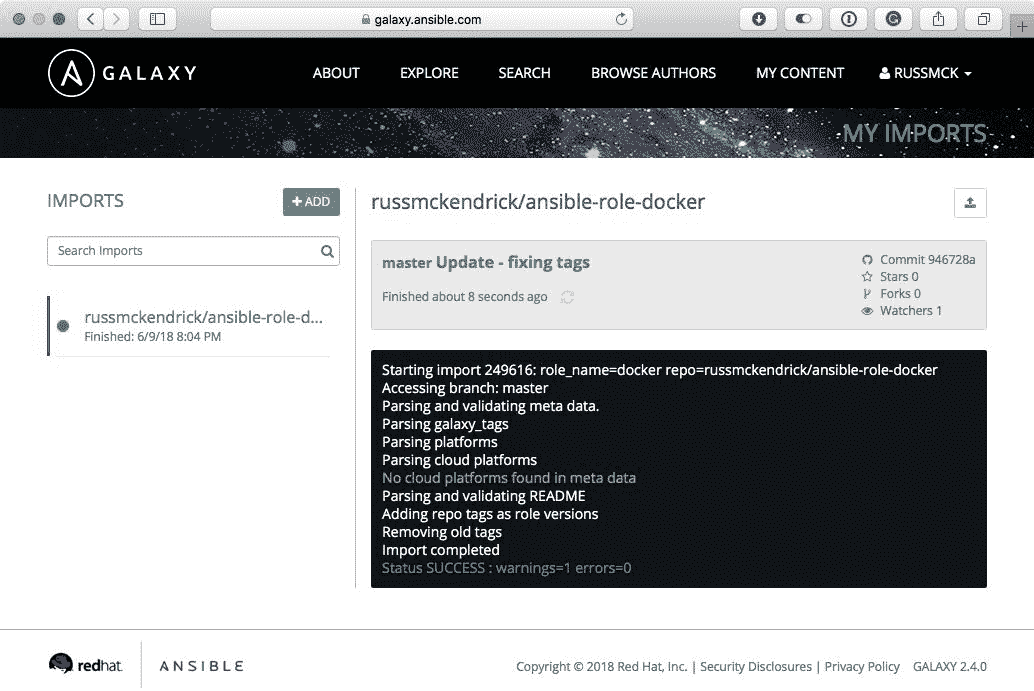 galaxy.ansible.com
GALAXY
ABOUT
EXPLORE
SEARCH
BROWSE AUTHORS
MY CONTENT
RUSSMCK
MY IMPORTS
IMPORTS
+ ADD
Search Imports
russmckendrick/ansible-role-d...
Finished: 6/9/18 8:04 PM
russmckendrick/ansible-role-docker
master Update - fixing tags
Finished about 8 seconds ago
Commit 946728a
Stars 0
Forks 0
Watchers 1
Starting import 249616: role_name=docker repo=russmckendrick/ansible-role-docker
Accessing branch: master
Parsing and validating meta data.
Parsing galaxy_tags
Parsing platforms
Parsing cloud platforms
No cloud platforms found in meta data
Parsing and validating README
Adding repo tags as role versions
Removing old tags
Import completed
Status SUCCESS : warnings=1 errors=0
redhat.
ANSIBLE
Copyright © 2018 Red Hat, Inc. | Security Disclosures | Privacy Policy GALAXY 2.4.0